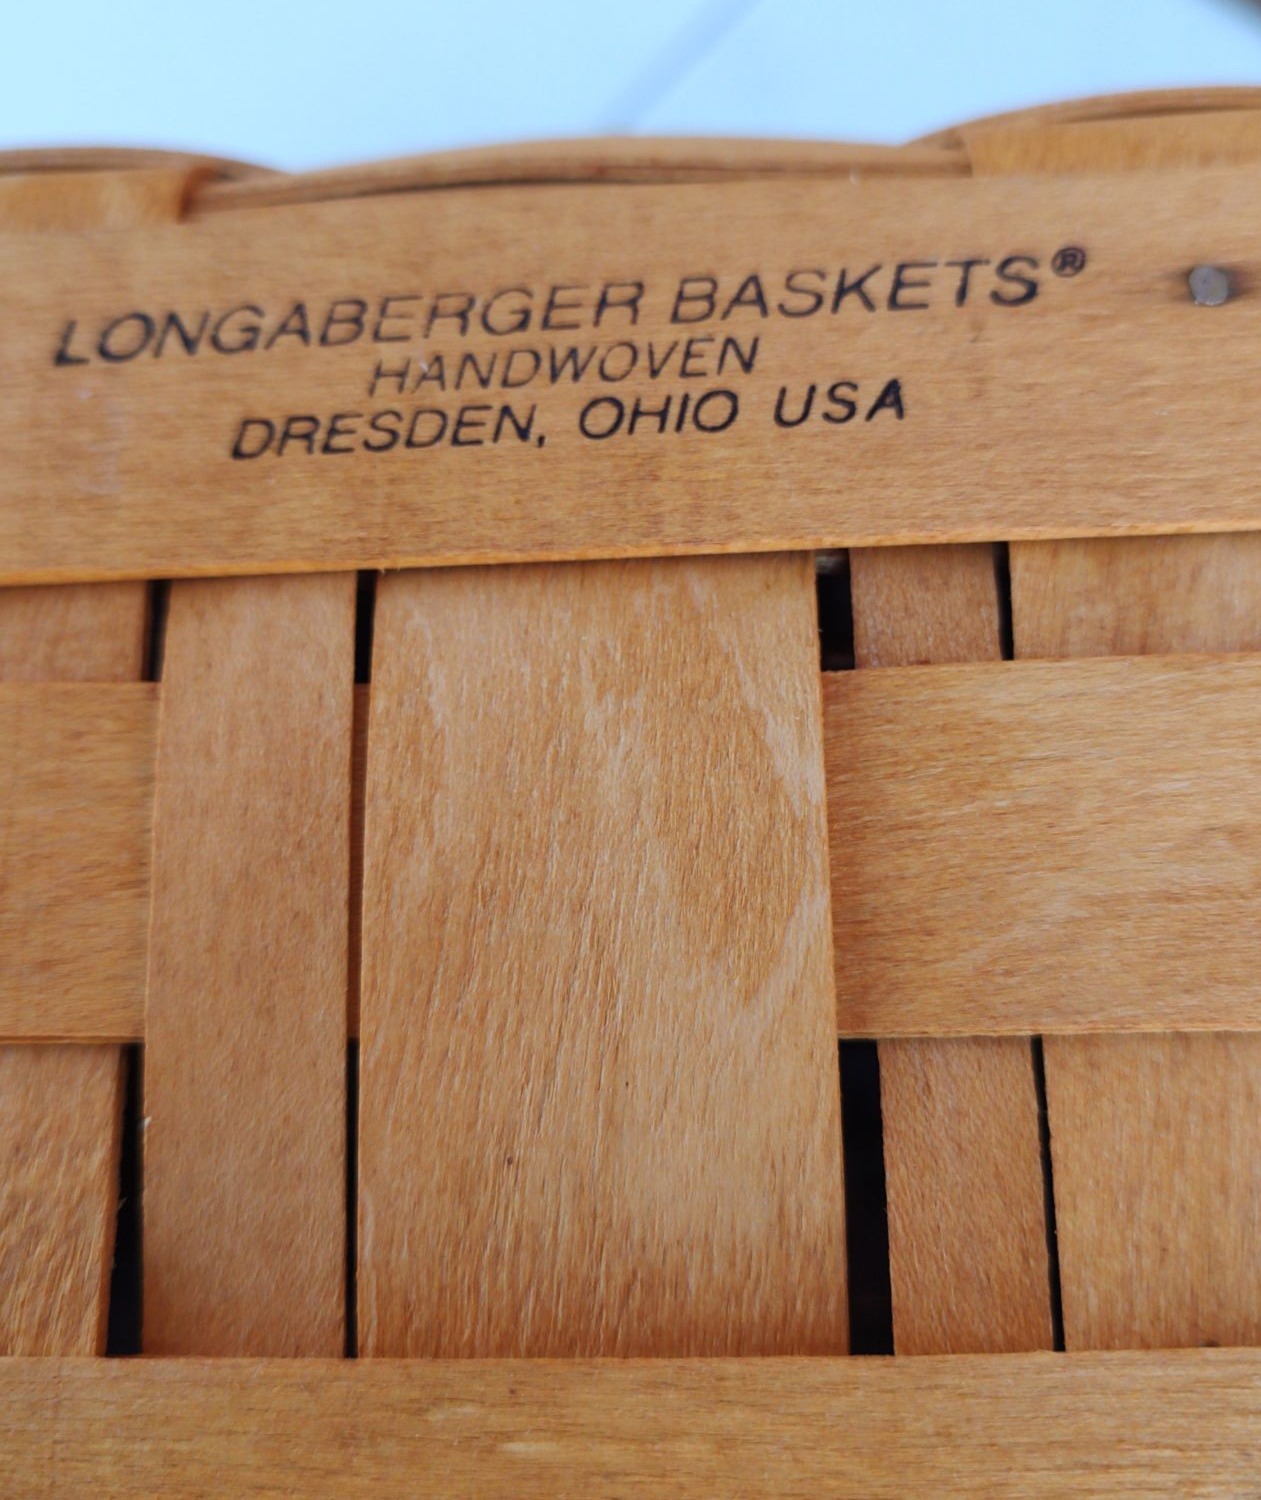 LONGABERGER BASKETS®
HANDWOVEN
DRESDEN, OHIO USA